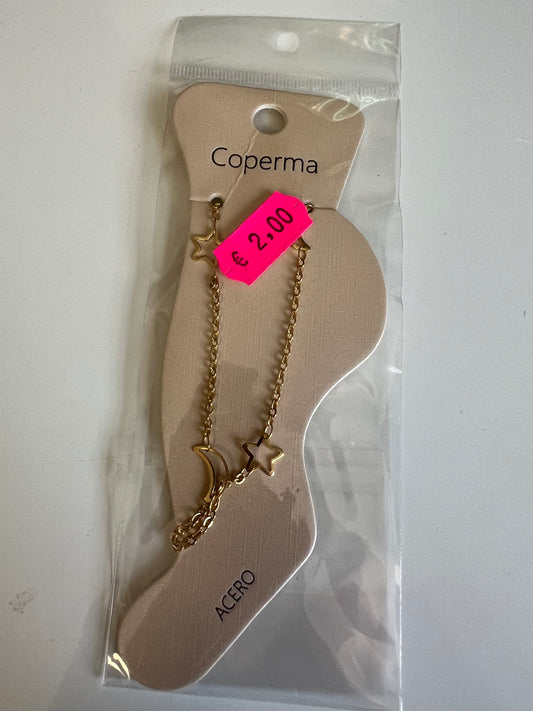 Coperma
€ 2,00
ACERO